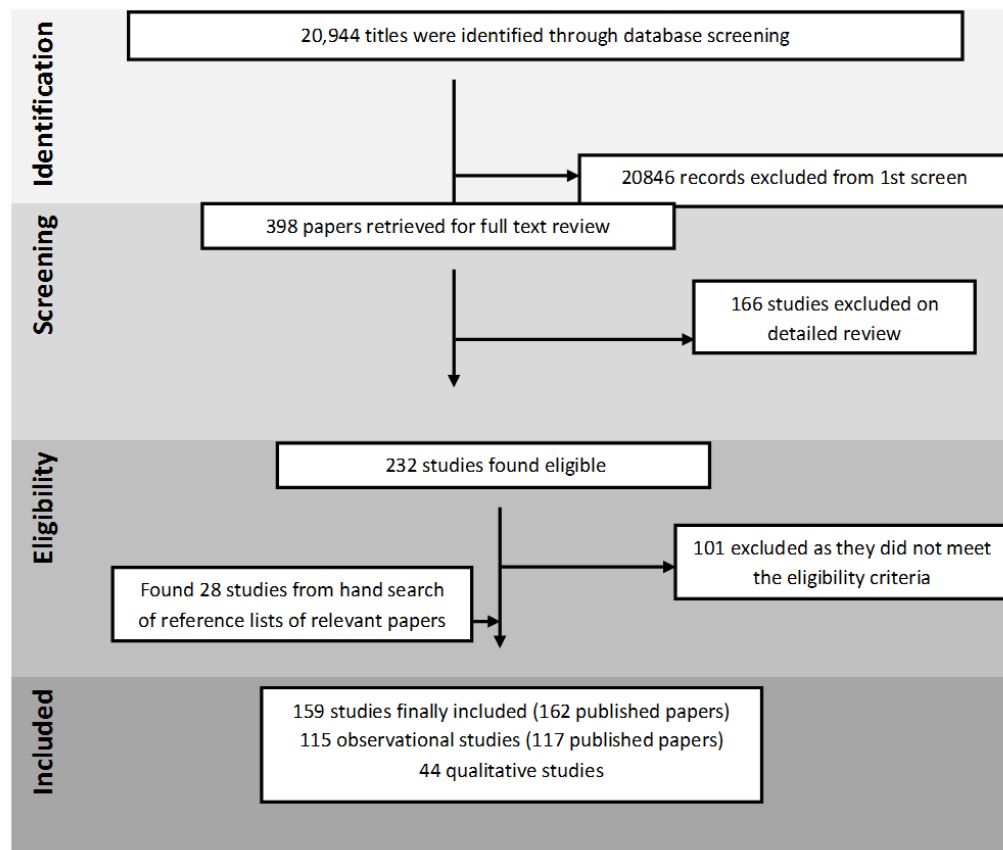 Identification
20,944 titles were identified through database screening
20846 records excluded from 1st screen
Screening
398 papers retrieved for full text review
166 studies excluded on
detailed review
Eligibility
232 studies found eligible
101 excluded as they did not meet
the eligibility criteria
Found 28 studies from hand search
of reference lists of relevant papers
Included
159 studies finally included (162 published papers)
115 observational studies (117 published papers)
44 qualitative studies